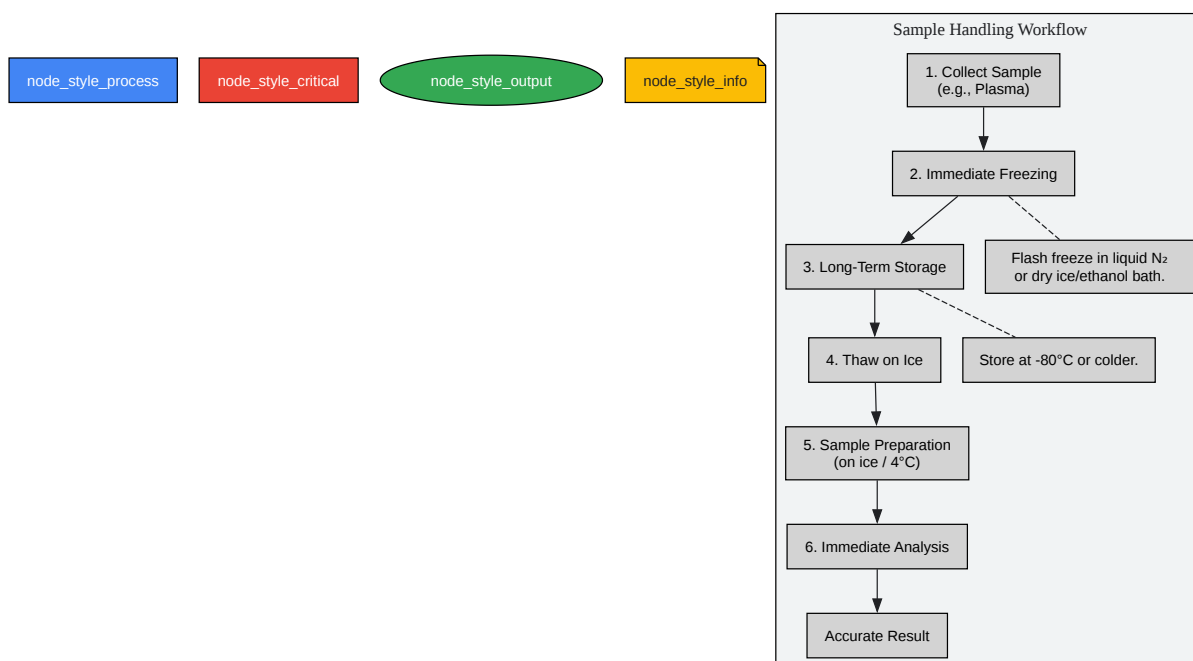 node_style_process
node_style_critical
node_style_output
node_style_info
Sample Handling Workflow
1. Collect Sample
(e.g., Plasma)
2. Immediate Freezing
Flash freeze in liquid N₂
or dry ice/ethanol bath.
3. Long-Term Storage
4. Thaw on Ice
Store at -80°C or colder.
5. Sample Preparation
(on ice / 4°C)
6. Immediate Analysis
Accurate Result